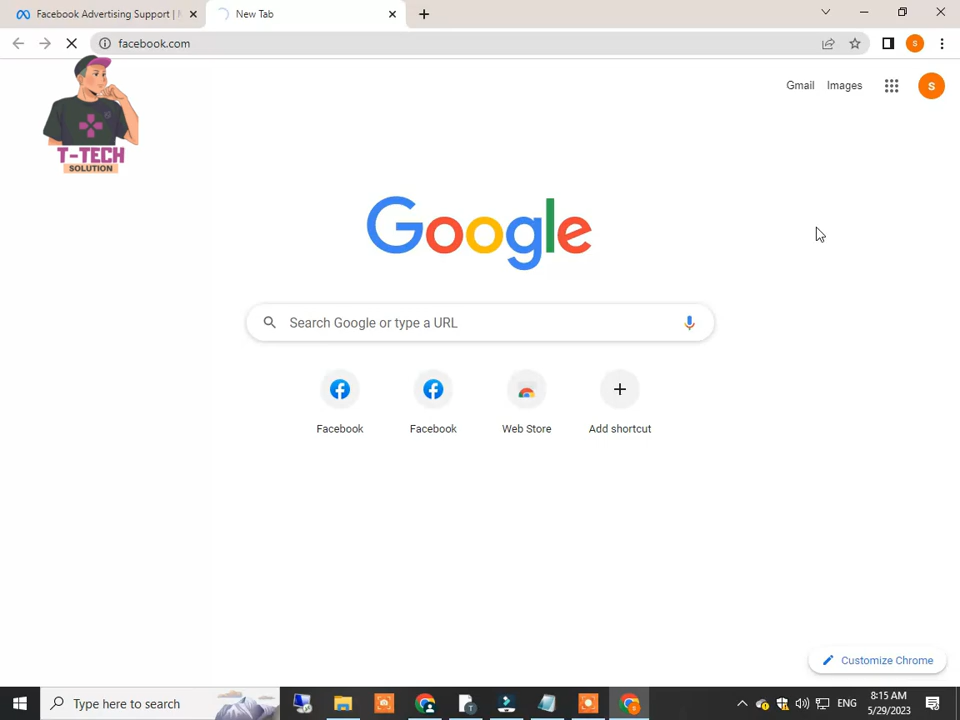 Facebook Advertising Support |
New Tab
facebook.com
Gmail
Images
S
S
T-TECH
SOLUTION
Google
Search Google or type a URL
Facebook
Facebook
Web Store
Add shortcut
Customize Chrome
Type here to search
ENG
8:15 AM
5/29/2023